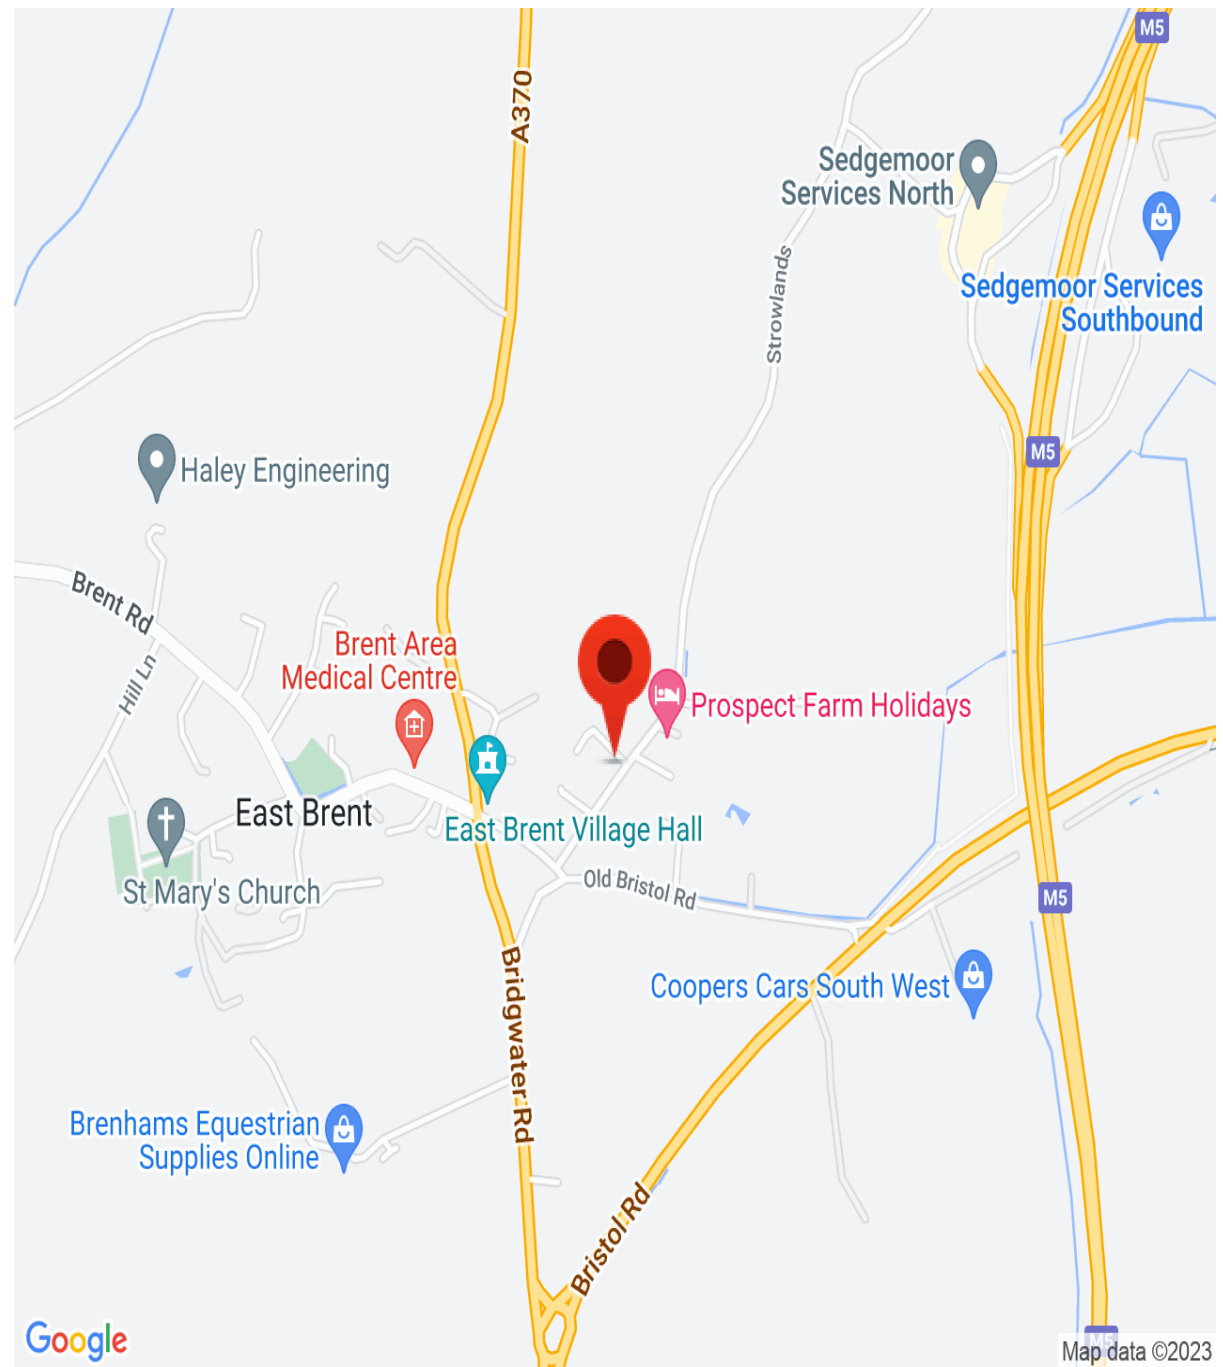 M5
A370
Sedgemoor
Services North
Strowlands
Sedgemoor Services
Southbound
M5
Haley Engineering
Brent Rd
Hill Ln
Brent Area
Medical Centre
Prospect Farm Holidays
East Brent
East Brent Village Hall
St Mary's Church
Old Bristol Rd
M5
Bridgwater Rd
Coopers Cars South West
Brenhams Equestrian
Supplies Online
Bristol Rd
Google
M5
Map data ©2023